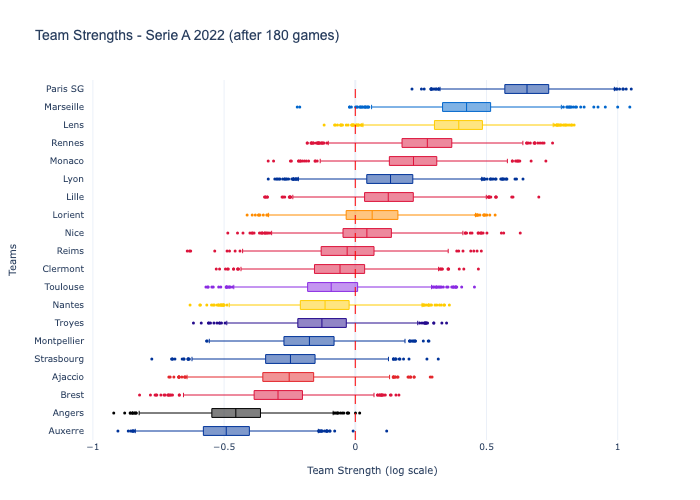 Team Strengths - Serie A 2022 (after 180 games)
Paris SG
Marseille
Lens
Rennes
Monaco
Lyon
Lille
Lorient
Nice
Reims
Clermont
Toulouse
Nantes
Troyes
Montpellier
Strasbourg
Ajaccio
Brest
Angers
Auxerre
Teams
−1 −0.5 0 0.5 1
Team Strength (log scale)